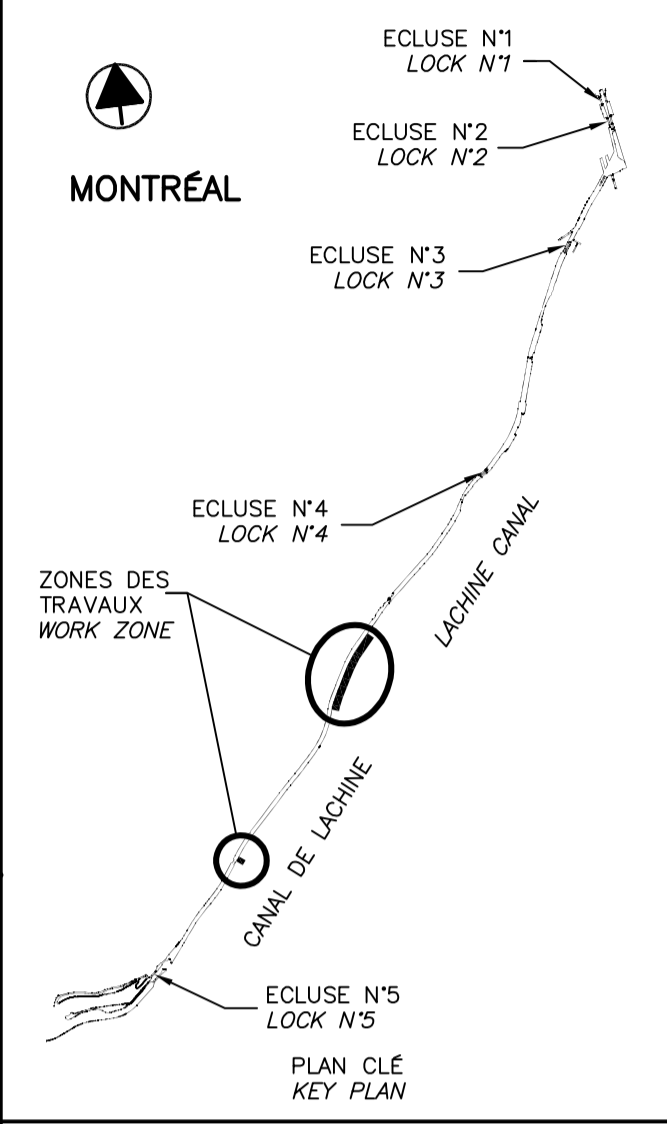 ECLUSE N°1
LOCK N°1
ECLUSE N°2
LOCK N°2
MONTRÉAL
ECLUSE N°3
LOCK N°3
ECLUSE N°4
LOCK N°4
LACHINE CANAL
ZONES DES
TRAVAUX
WORK ZONE
CANAL DE LACHINE
ECLUSE N°5
LOCK N°5
PLAN CLÉ
KEY PLAN